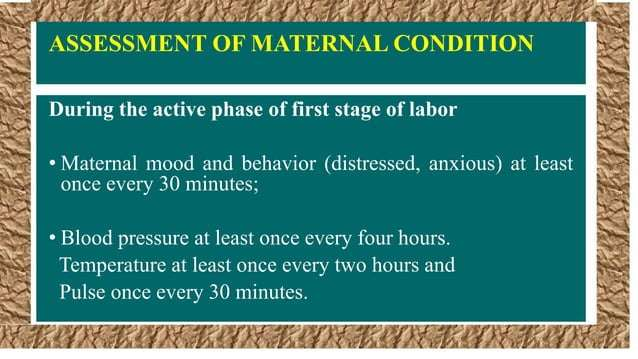 ASSESSMENT OF MATERNAL CONDITION
During the active phase of first stage of labor
• Maternal mood and behavior (distressed, anxious) at least
once every 30 minutes;
• Blood pressure at least once every four hours.
Temperature at least once every two hours and
Pulse once every 30 minutes.